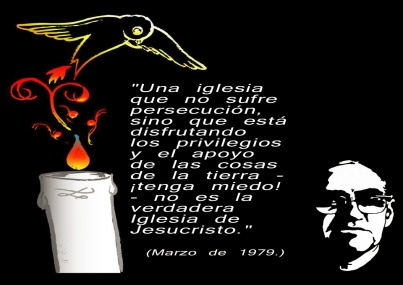 "Una iglesia
que no sufre
persecución,
sino que está
disfrutando
los privilegios
y el apoyo
de las cosas
de la tierra –
¡tenga miedo!
- no es la
verdadera
Iglesia de
Jesucristo."
(Marzo de 1979.)